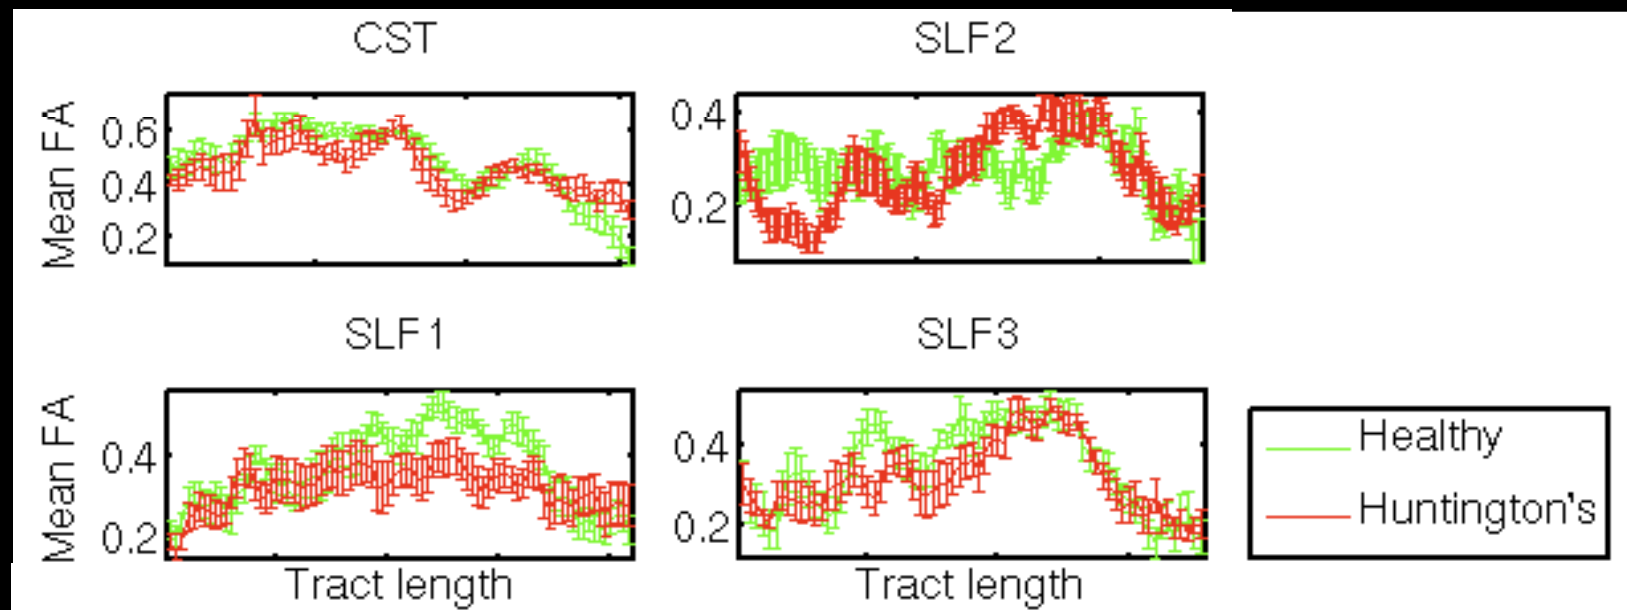 CST
SLF2
Mean FA
0.6
0.4
0.2
0.4
0.2
SLF1
SLF3
Mean FA
0.4
0.2
0.4
0.2
Healthy
Huntington's
Tract length
Tract length